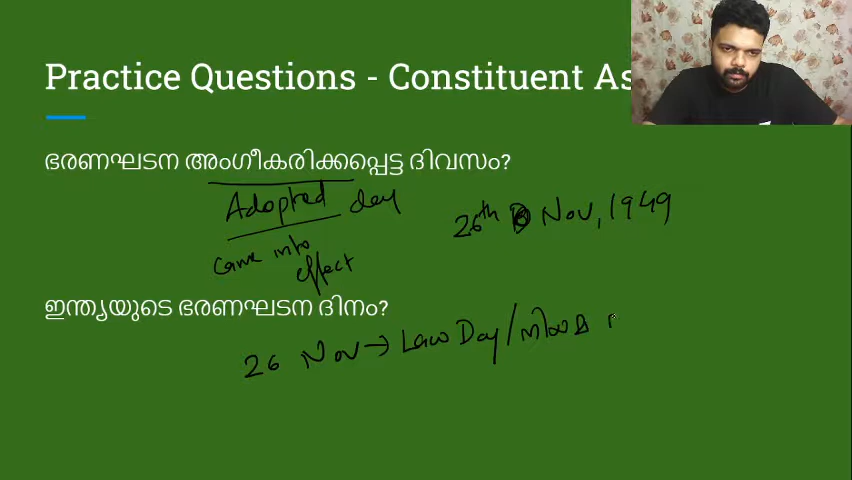 Practice Questions - Constituent As
ഭരണഘടന അംഗീകരിക്കപ്പെട്ട ദിവസം?
Adopted day
26th Nov, 1949
came into
effect
ഇന്ത്യയുടെ ഭരണഘടന ദിനം?
26 Nov → Law Day / നിയമ